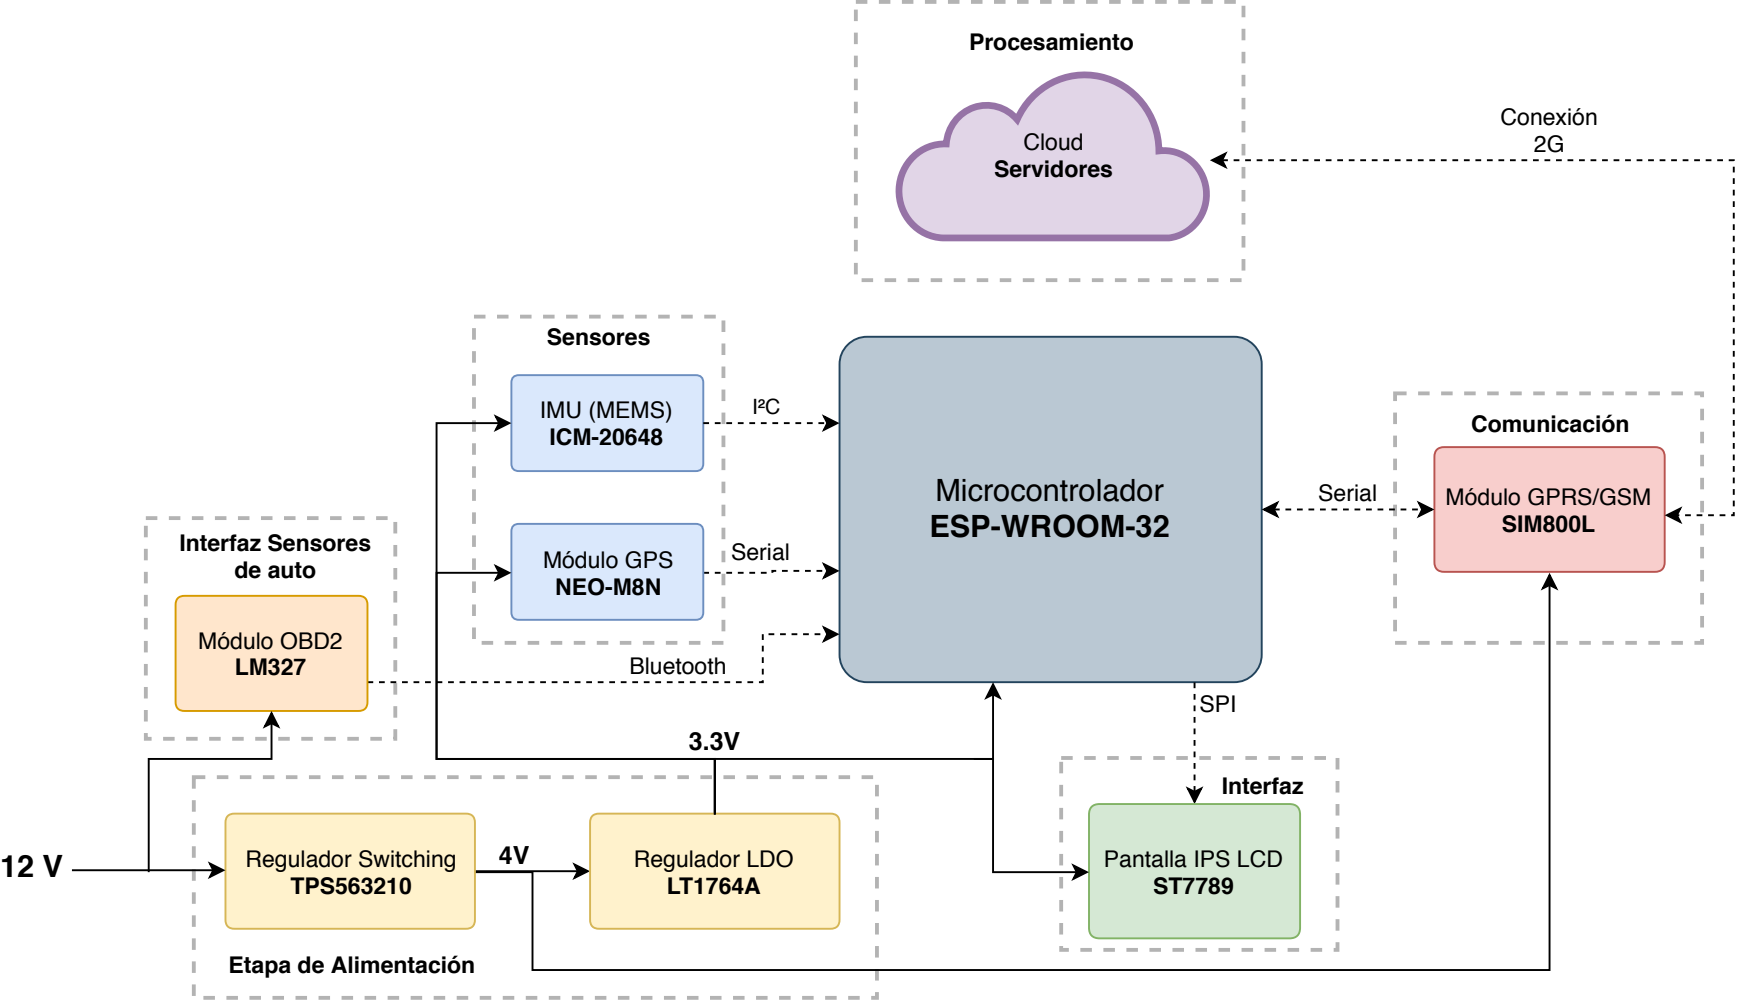 Procesamiento
Cloud
Servidores
Conexión
2G
Sensores
IMU (MEMS)
ICM-20648
I²C
Módulo GPS
NEO-M8N
Serial
Microcontrolador
ESP-WROOM-32
Serial
Comunicación
Módulo GPRS/GSM
SIM800L
Interfaz Sensores
de auto
Módulo OBD2
LM327
Bluetooth
SPI
3.3V
Interfaz
Pantalla IPS LCD
ST7789
12 V
Regulador Switching
TPS563210
4V
Regulador LDO
LT1764A
Etapa de Alimentación